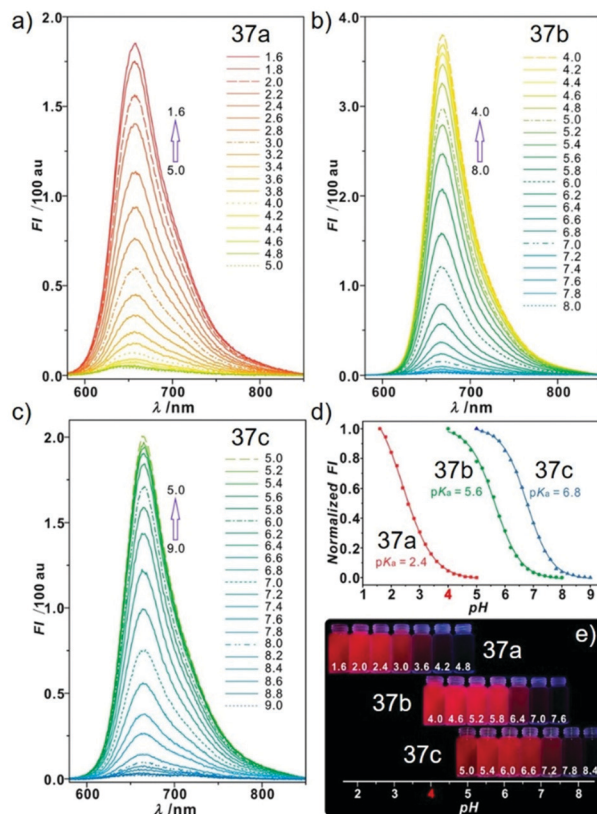 a)
37a
FI /100 au
2.0
1.5
1.0
0.5
0.0
1.6
5.0
1.6
1.8
2.0
2.2
2.4
2.6
2.8
3.0
3.2
3.4
3.6
3.8
4.0
4.2
4.4
4.6
4.8
5.0
600 700 800
λ /nm
b)
37b
FI /100 au
4.0
3.0
2.0
1.0
0.0
4.0
8.0
4.0
4.2
4.4
4.6
4.8
5.0
5.2
5.4
5.6
5.8
6.0
6.2
6.4
6.6
6.8
7.0
7.2
7.4
7.6
7.8
8.0
600 700 800
λ /nm
c)
37c
FI /100 au
2.0
1.5
1.0
0.5
0.0
5.0
9.0
5.0
5.2
5.4
5.6
5.8
6.0
6.2
6.4
6.6
6.8
7.0
7.2
7.4
7.6
7.8
8.0
8.2
8.4
8.6
8.8
9.0
600 700 800
λ /nm
d)
Normalized FI
1.0
0.8
0.6
0.4
0.2
0.0
37b 37c
pKa = 5.6 pKa = 6.8
37a
pKa = 2.4
1 2 3 4 5 6 7 8 9
pH
e)
1.6 2.0 2.4 3.0 3.6 4.2 4.8
37a
37b
4.0 4.6 5.2 5.8 6.4 7.0 7.6
37c
5.0 5.4 6.0 6.6 7.2 7.8 8.4
2 3 4 5 6 7 8
pH